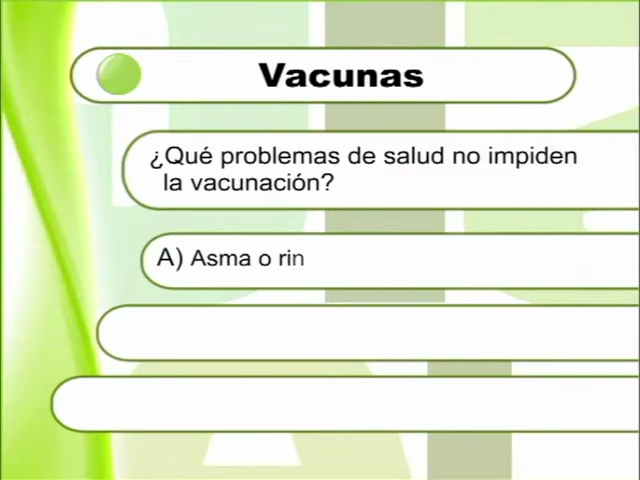 Vacunas
¿Qué problemas de salud no impiden
la vacunación?
A) Asma o rin